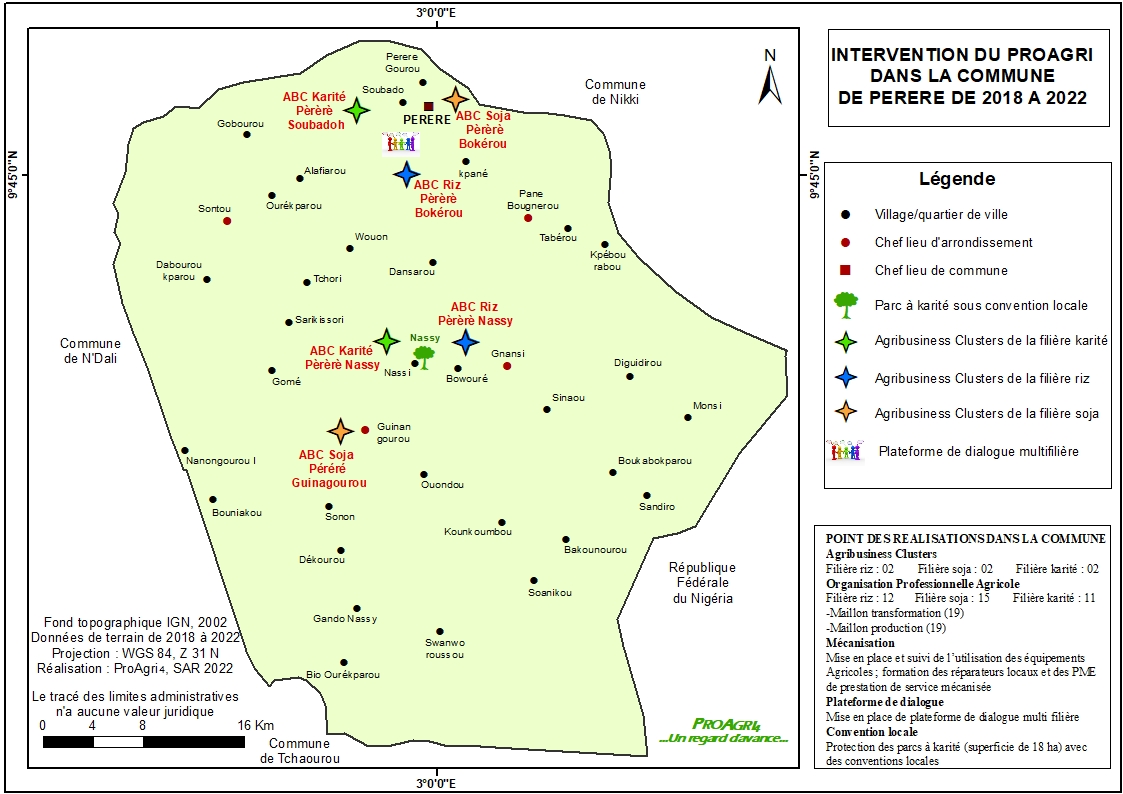 3°0'0"E
INTERVENTION DU PROAGRI
DANS LA COMMUNE
DE PERERE DE 2018 A 2022
N
Commune
de Nikki
Perere
Gourou
Soubado
PERERE
ABC Karité
Pèrèrè
Soubadoh
ABC Soja
Pèrèrè
Bokérou
Gobourou
kpané
Alafiarou
ABC Riz
Pèrèrè
Bokérou
Ourékparou
Pane
Bougnerou
Sontou
Tabérou
Kpébou
rabou
Wouon
Dansarou
Dabourou
kparou
Tchori
9°45'0"N
9°45'0"N
Sarikissori
ABC Riz
Pèrèrè Nassy
ABC Karité
Pèrèrè Nassy
Nassy
Nassi
Gnansi
Bowouré
Diguidirou
Commune
de N'Dali
Gomé
Sinaou
Monsi
Guinan
gourou
ABC Soja
Péréré
Guinagourou
Nanongourou I
Boukabokparou
Ouondou
Sandiro
Bouniakou
Sonon
Kounkoumbou
Bakounourou
Dékourou
Soanikou
République
Fédérale
du Nigéria
Gando Nassy
Swanwo
roussou
Bio Ourékparou
Fond topographique IGN, 2002
Données de terrain de 2018 à 2022
Projection : WGS 84, Z 31 N
Réalisation : ProAgri4, SAR 2022
Le tracé des limites administratives
n'a aucune valeur juridique
0 4 8 16 Km
Commune
de Tchaourou
PROAGRI4
...Un regard d'avance...
3°0'0"E
Légende
Village/quartier de ville
Chef lieu d'arrondissement
Chef lieu de commune
Parc à karité sous convention locale
Agribusiness Clusters de la filière karité
Agribusiness Clusters de la filière riz
Agribusiness Clusters de la filière soja
Plateforme de dialogue multifilière
POINT DES REALISATIONS DANS LA COMMUNE
Agribusiness Clusters
Filière riz : 02 Filière soja : 02 Filière karité : 02
Organisation Professionnelle Agricole
Filière riz : 12 Filière soja : 15 Filière karité : 11
-Maillon transformation (19)
-Maillon production (19)
Mécanisation
Mise en place et suivi de l'utilisation des équipements
Agricoles ; formation des réparateurs locaux et des PME
de prestation de service mécanisée
Plateforme de dialogue
Mise en place de plateforme de dialogue multi filière
Convention locale
Protection des parcs à karité (superficie de 18 ha) avec
des conventions locales